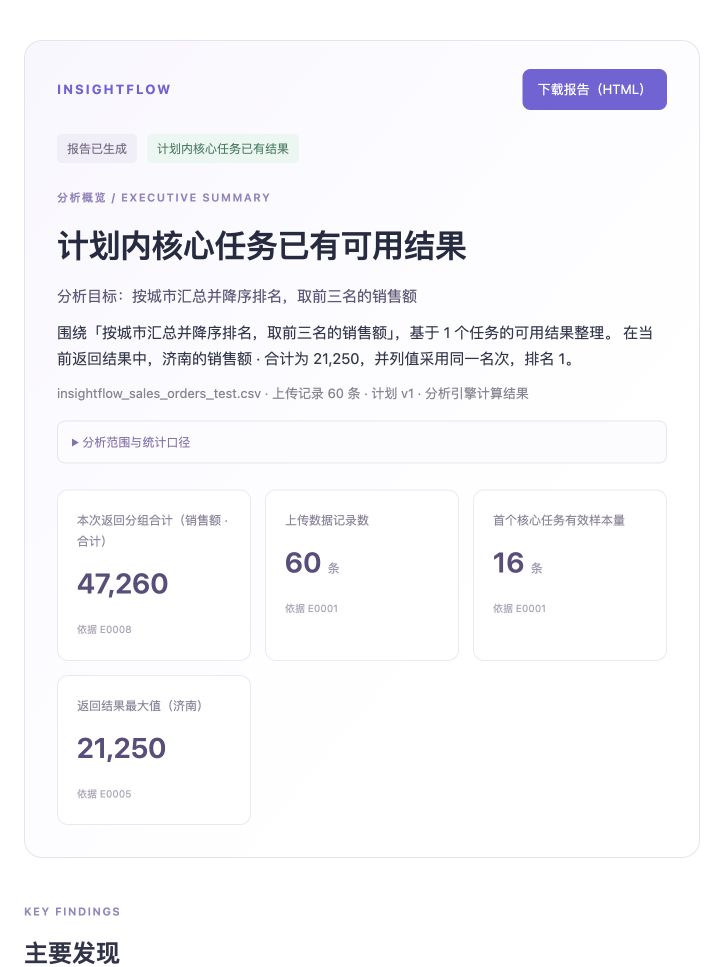 INSIGHTFLOW
下载报告（HTML）
报告已生成
计划内核心任务已有结果
分析概览 / EXECUTIVE SUMMARY
计划内核心任务已有可用结果
分析目标：按城市汇总并降序排名，取前三名的销售额
围绕「按城市汇总并降序排名，取前三名的销售额」，基于 1 个任务的可用结果整理。 在当
前返回结果中，济南的销售额 · 合计为 21,250，并列值采用同一名次，排名 1。
insightflow_sales_orders_test.csv · 上传记录 60 条 · 计划 v1 · 分析引擎计算结果
▶ 分析范围与统计口径
本次返回分组合计（销售额 ·
合计）
47,260
依据 E0008
上传数据记录数
60 条
依据 E0001
首个核心任务有效样本量
16 条
依据 E0001
返回结果最大值（济南）
21,250
依据 E0005
KEY FINDINGS
主要发现